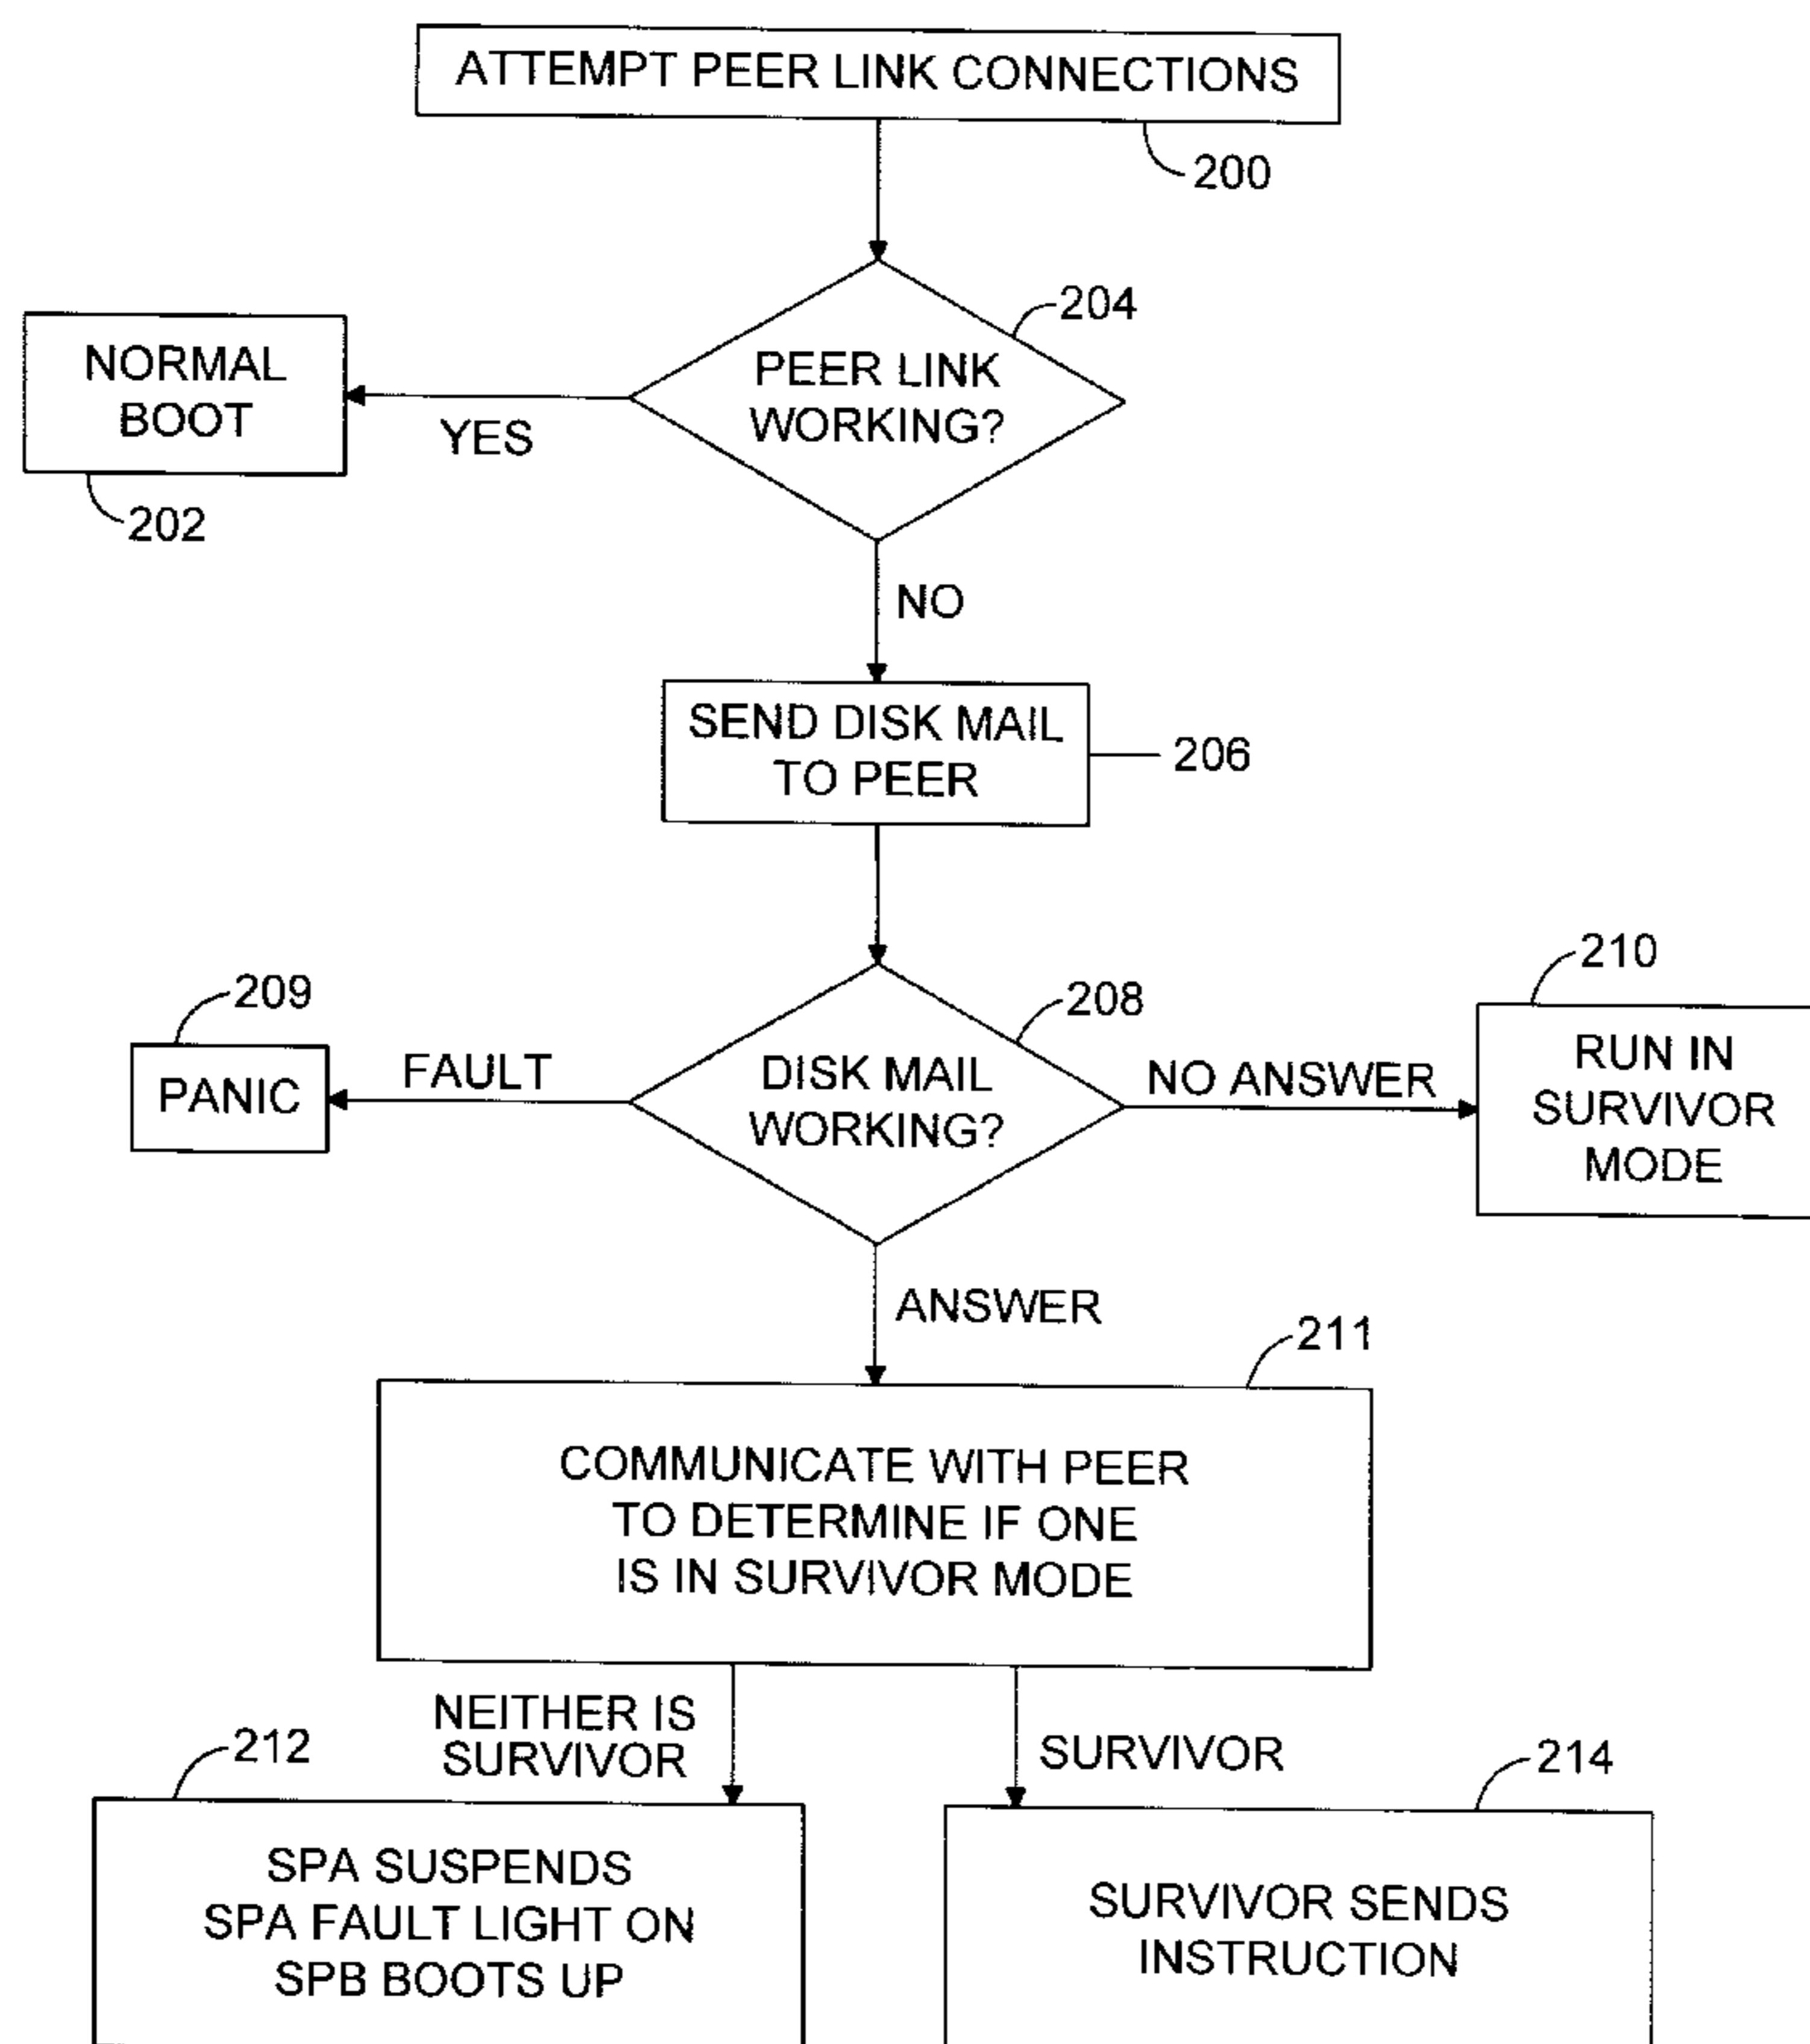 ATTEMPT PEER LINK CONNECTIONS
200
204
PEER LINK
WORKING?
NORMAL
BOOT
YES
202
NO
SEND DISK MAIL
TO PEER
206
210
209
208
FAULT
PANIC
DISK MAIL
WORKING?
NO ANSWER
RUN IN
SURVIVOR
MODE
ANSWER
211
COMMUNICATE WITH PEER
TO DETERMINE IF ONE
IS IN SURVIVOR MODE
NEITHER IS
SURVIVOR
SURVIVOR
212
214
SPA SUSPENDS
SPA FAULT LIGHT ON
SPB BOOTS UP
SURVIVOR SENDS
INSTRUCTION